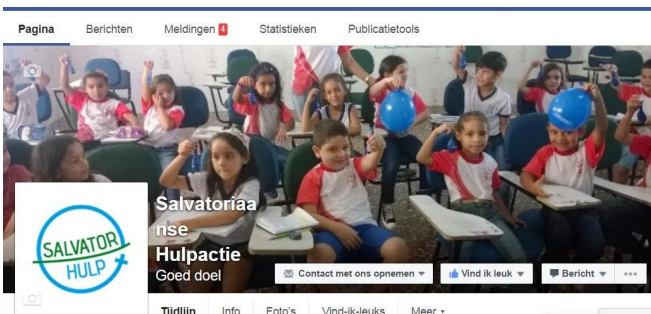 Pagina Berichten Meldingen 4 Statistieken Publicatietools
Salvatoriaa
nse
Hulpactie
Goed doel
SALVATOR
HULP
Contact met ons opnemen Vind ik leuk Bericht
Tijdlijn Info Foto's Vind-ik-leuks Meer